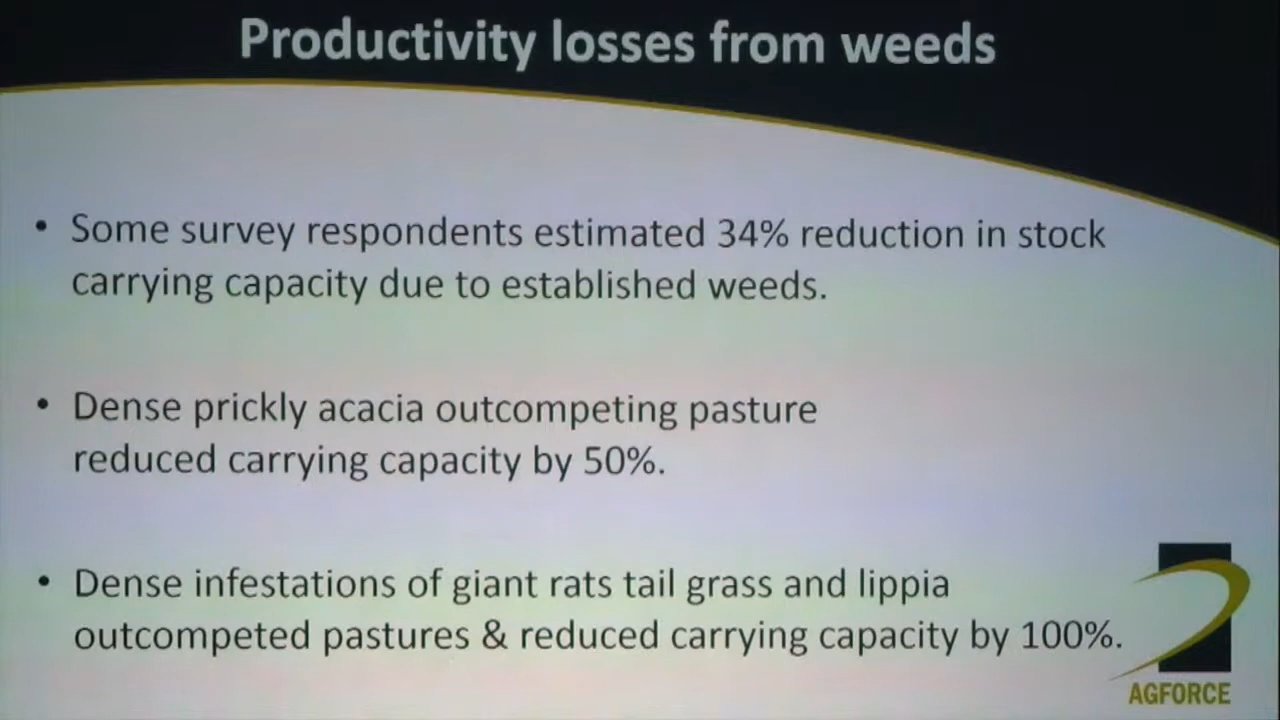 Productivity losses from weeds
• Some survey respondents estimated 34% reduction in stock
carrying capacity due to established weeds.
• Dense prickly acacia outcompeting pasture
reduced carrying capacity by 50%.
• Dense infestations of giant rats tail grass and lippia
outcompeted pastures & reduced carrying capacity by 100%.
AGFORCE